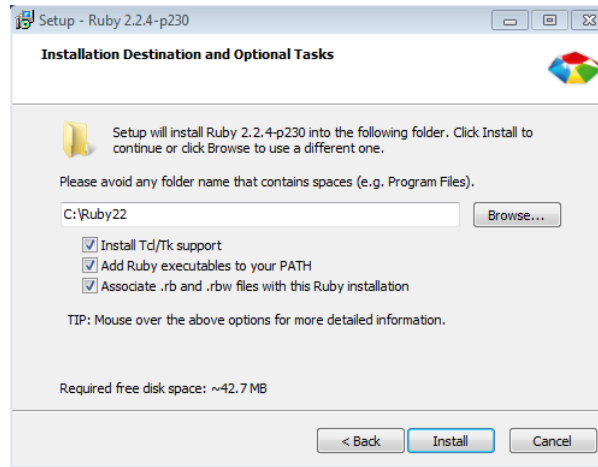 Setup - Ruby 2.2.4-p230
Installation Destination and Optional Tasks
Setup will install Ruby 2.2.4-p230 into the following folder. Click Install to
continue or click Browse to use a different one.
Please avoid any folder name that contains spaces (e.g. Program Files).
C:\Ruby22
Browse...
Install Tcl/Tk support
Add Ruby executables to your PATH
Associate .rb and .rbw files with this Ruby installation
TIP: Mouse over the above options for more detailed information.
Required free disk space: ~42.7 MB
< Back Install Cancel